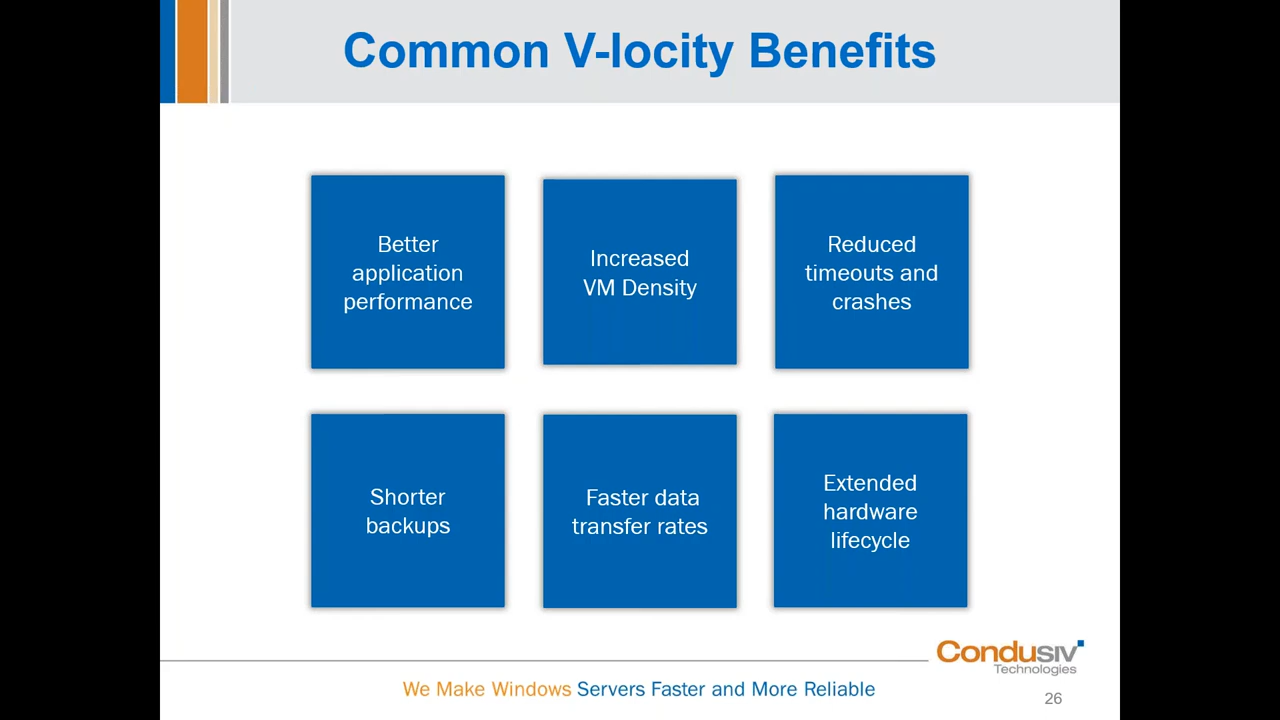 Common V-locity Benefits
Better
application
performance
Increased
VM Density
Reduced
timeouts and
crashes
Shorter
backups
Faster data
transfer rates
Extended
hardware
lifecycle
Condusiv
Technologies
We Make Windows Servers Faster and More Reliable
26